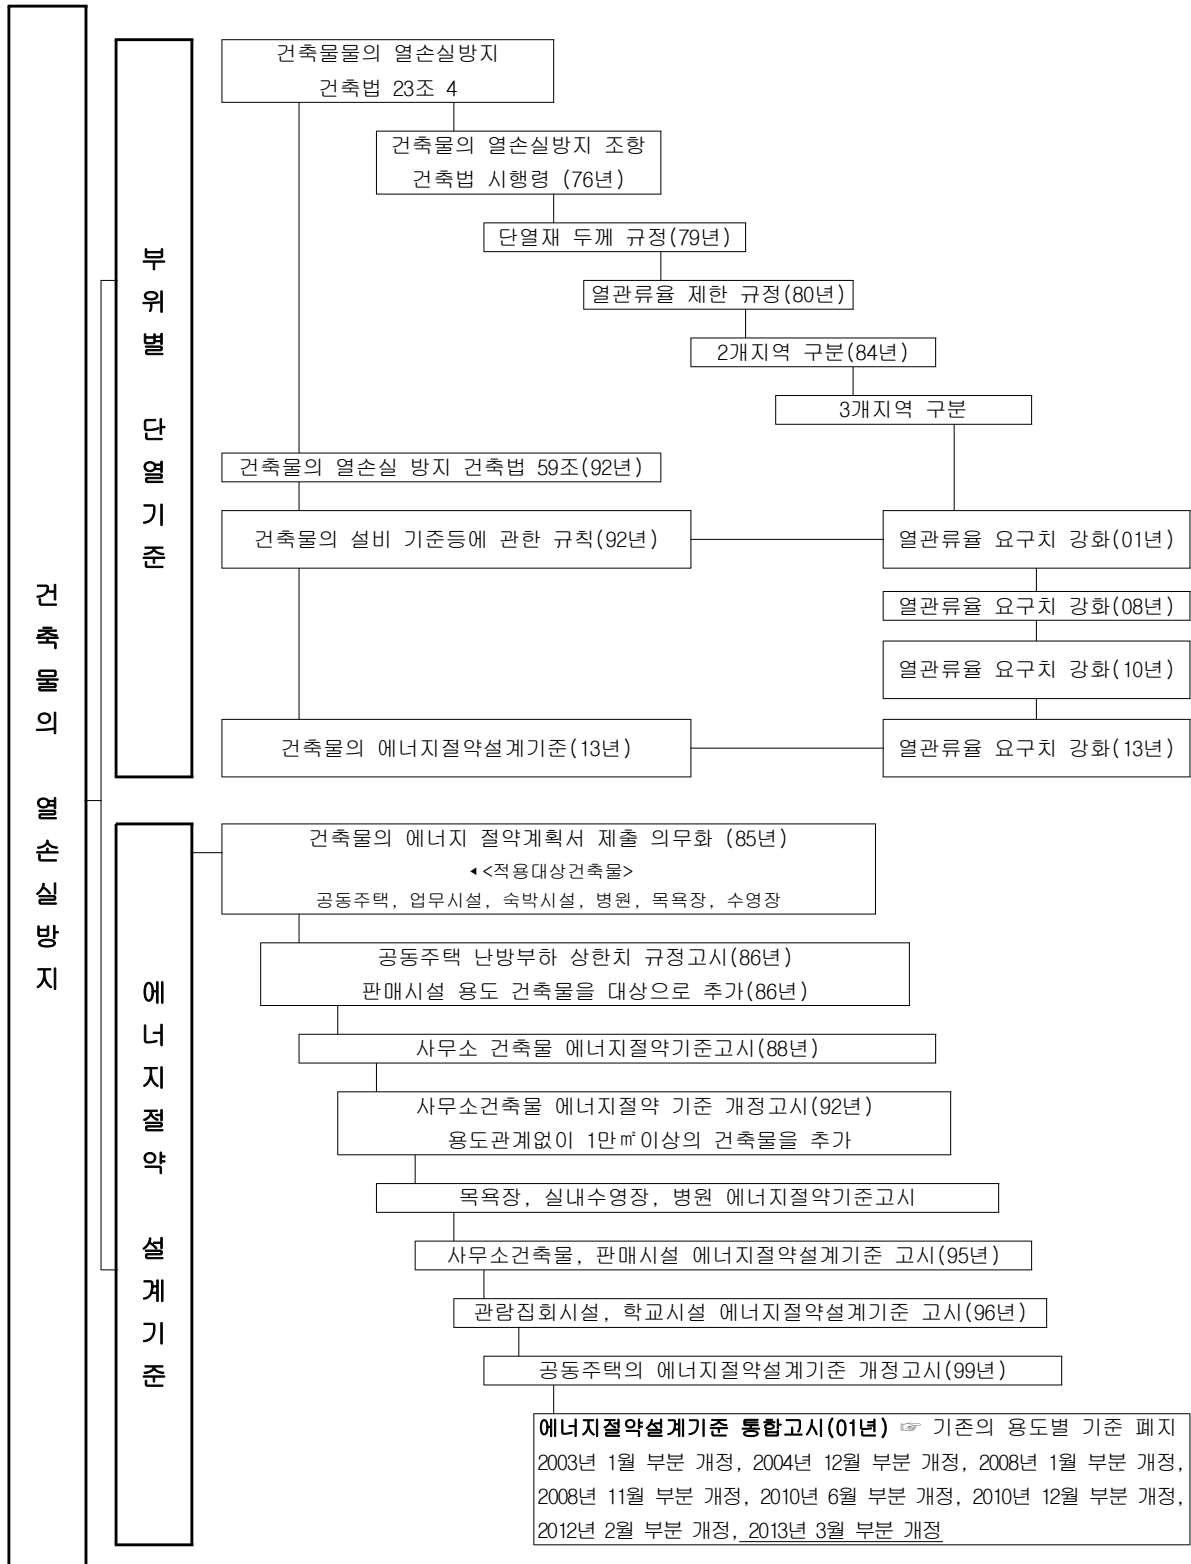 건축물의 열손실방지
부위별 단열기준
건축물물의 열손실방지
건축법 23조 4
건축물의 열손실방지 조항
건축법 시행령 (76년)
단열재 두께 규정(79년)
열관류율 제한 규정(80년)
2개지역 구분(84년)
3개지역 구분
건축물의 열손실 방지 건축법 59조(92년)
건축물의 설비 기준등에 관한 규칙(92년)
열관류율 요구치 강화(01년)
열관류율 요구치 강화(08년)
열관류율 요구치 강화(10년)
건축물의 에너지절약설계기준(13년)
열관류율 요구치 강화(13년)
에너지절약 설계기준
건축물의 에너지 절약계획서 제출 의무화 (85년)
◂<적용대상건축물>
공동주택, 업무시설, 숙박시설, 병원, 목욕장, 수영장
공동주택 난방부하 상한치 규정고시(86년)
판매시설 용도 건축물을 대상으로 추가(86년)
사무소 건축물 에너지절약기준고시(88년)
사무소건축물 에너지절약 기준 개정고시(92년)
용도관계없이 1만㎡이상의 건축물을 추가
목욕장, 실내수영장, 병원 에너지절약기준고시
사무소건축물, 판매시설 에너지절약설계기준 고시(95년)
관람집회시설, 학교시설 에너지절약설계기준 고시(96년)
공동주택의 에너지절약설계기준 개정고시(99년)
에너지절약설계기준 통합고시(01년) ☞ 기존의 용도별 기준 폐지
2003년 1월 부분 개정, 2004년 12월 부분 개정, 2008년 1월 부분 개정,
2008년 11월 부분 개정, 2010년 6월 부분 개정, 2010년 12월 부분 개정,
2012년 2월 부분 개정, 2013년 3월 부분 개정